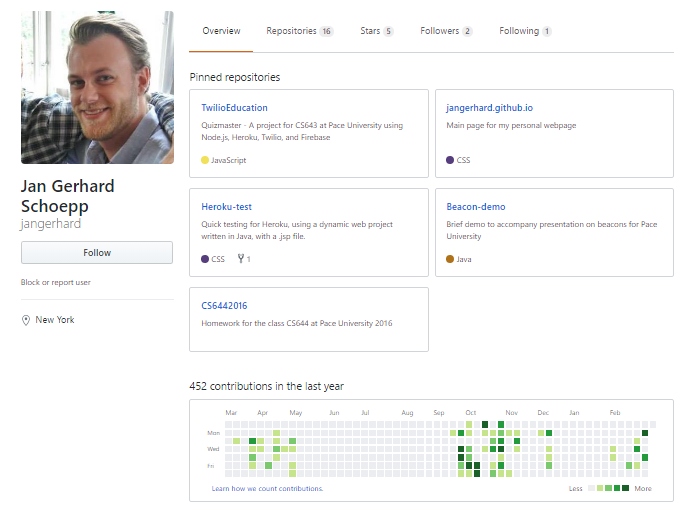 Overview Repositories 16 Stars 5 Followers 2 Following 1
Pinned repositories
TwilioEducation
Quizmaster - A project for CS643 at Pace University using
Node.js, Heroku, Twilio, and Firebase
JavaScript
jangerhard.github.io
Main page for my personal webpage
CSS
Heroku-test
Quick testing for Heroku, using a dynamic web project
written in Java, with a .jsp file.
CSS 1
Beacon-demo
Brief demo to accompany presentation on beacons for Pace
University
Java
CS6442016
Homework for the class CS644 at Pace University 2016
Jan Gerhard
Schoepp
jangerhard
Follow
Block or report user
New York
452 contributions in the last year
Mar Apr May Jun Jul Aug Sep Oct Nov Dec Jan Feb
Mon
Wed
Fri
Learn how we count contributions. Less More